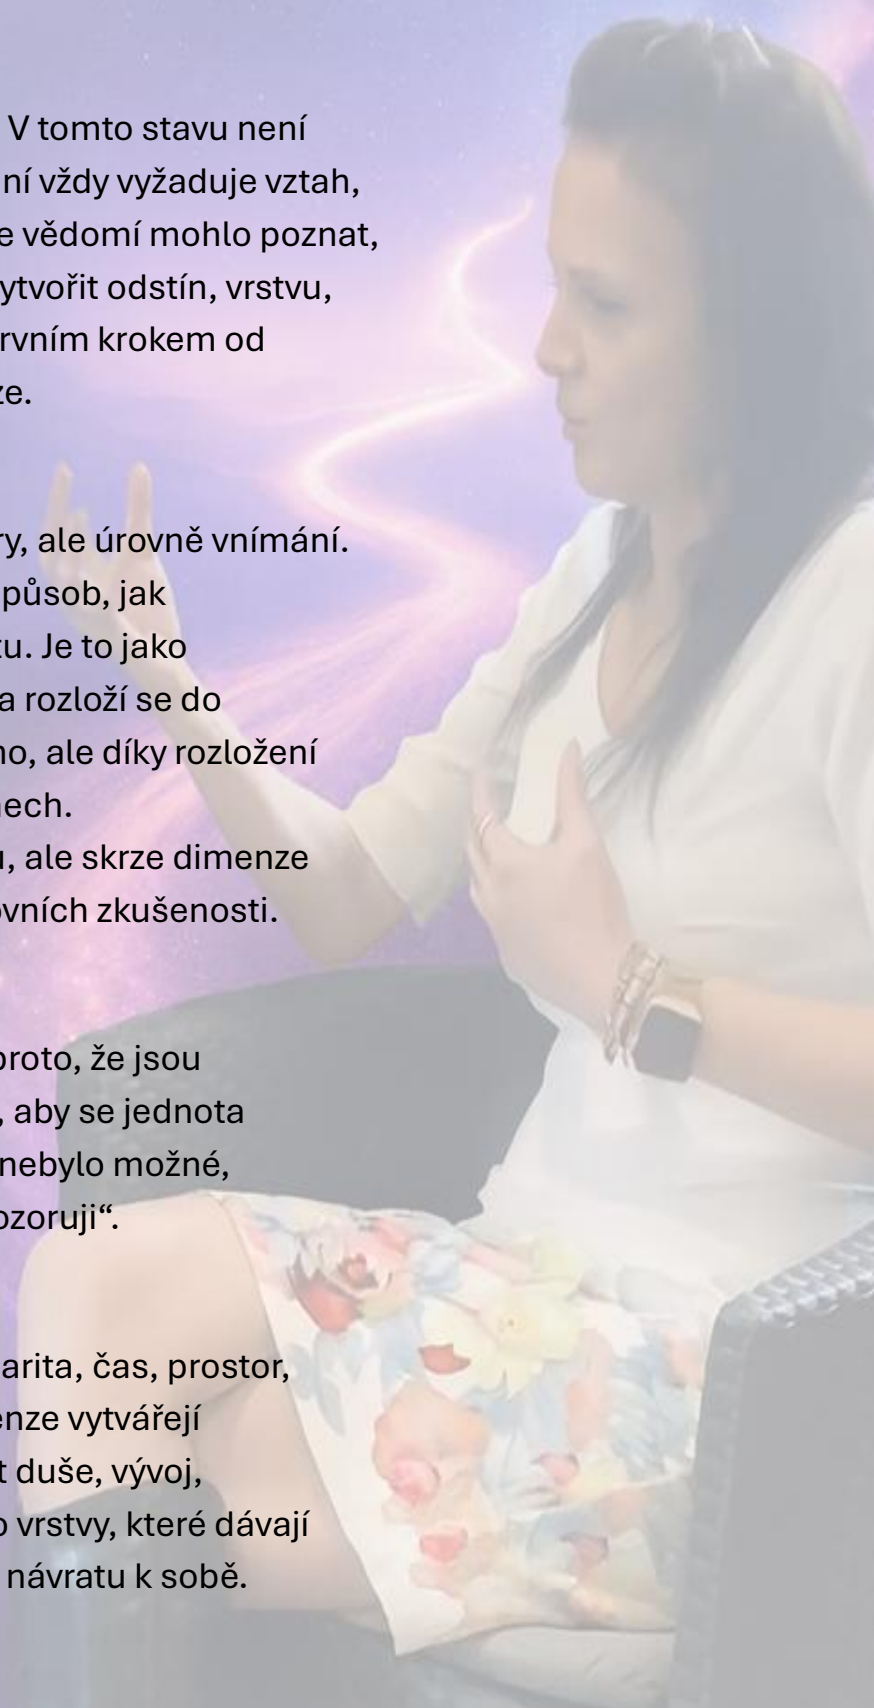 V tomto stavu není
ní vždy vyžaduje vztah,
e vědomí mohlo poznat,
ytvořit odstín, vrstvu,
rvním krokem od
ze.
ry, ale úrovně vnímání.
působ, jak
tu. Je to jako
a rozloží se do
no, ale díky rozložení
nech.
u, ale skrze dimenze
ovních zkušenosti.
proto, že jsou
, aby se jednota
nebylo možné,
ozoruji“.
arita, čas, prostor,
enze vytvářejí
t duše, vývoj,
o vrstvy, které dávají
návratu k sobě.